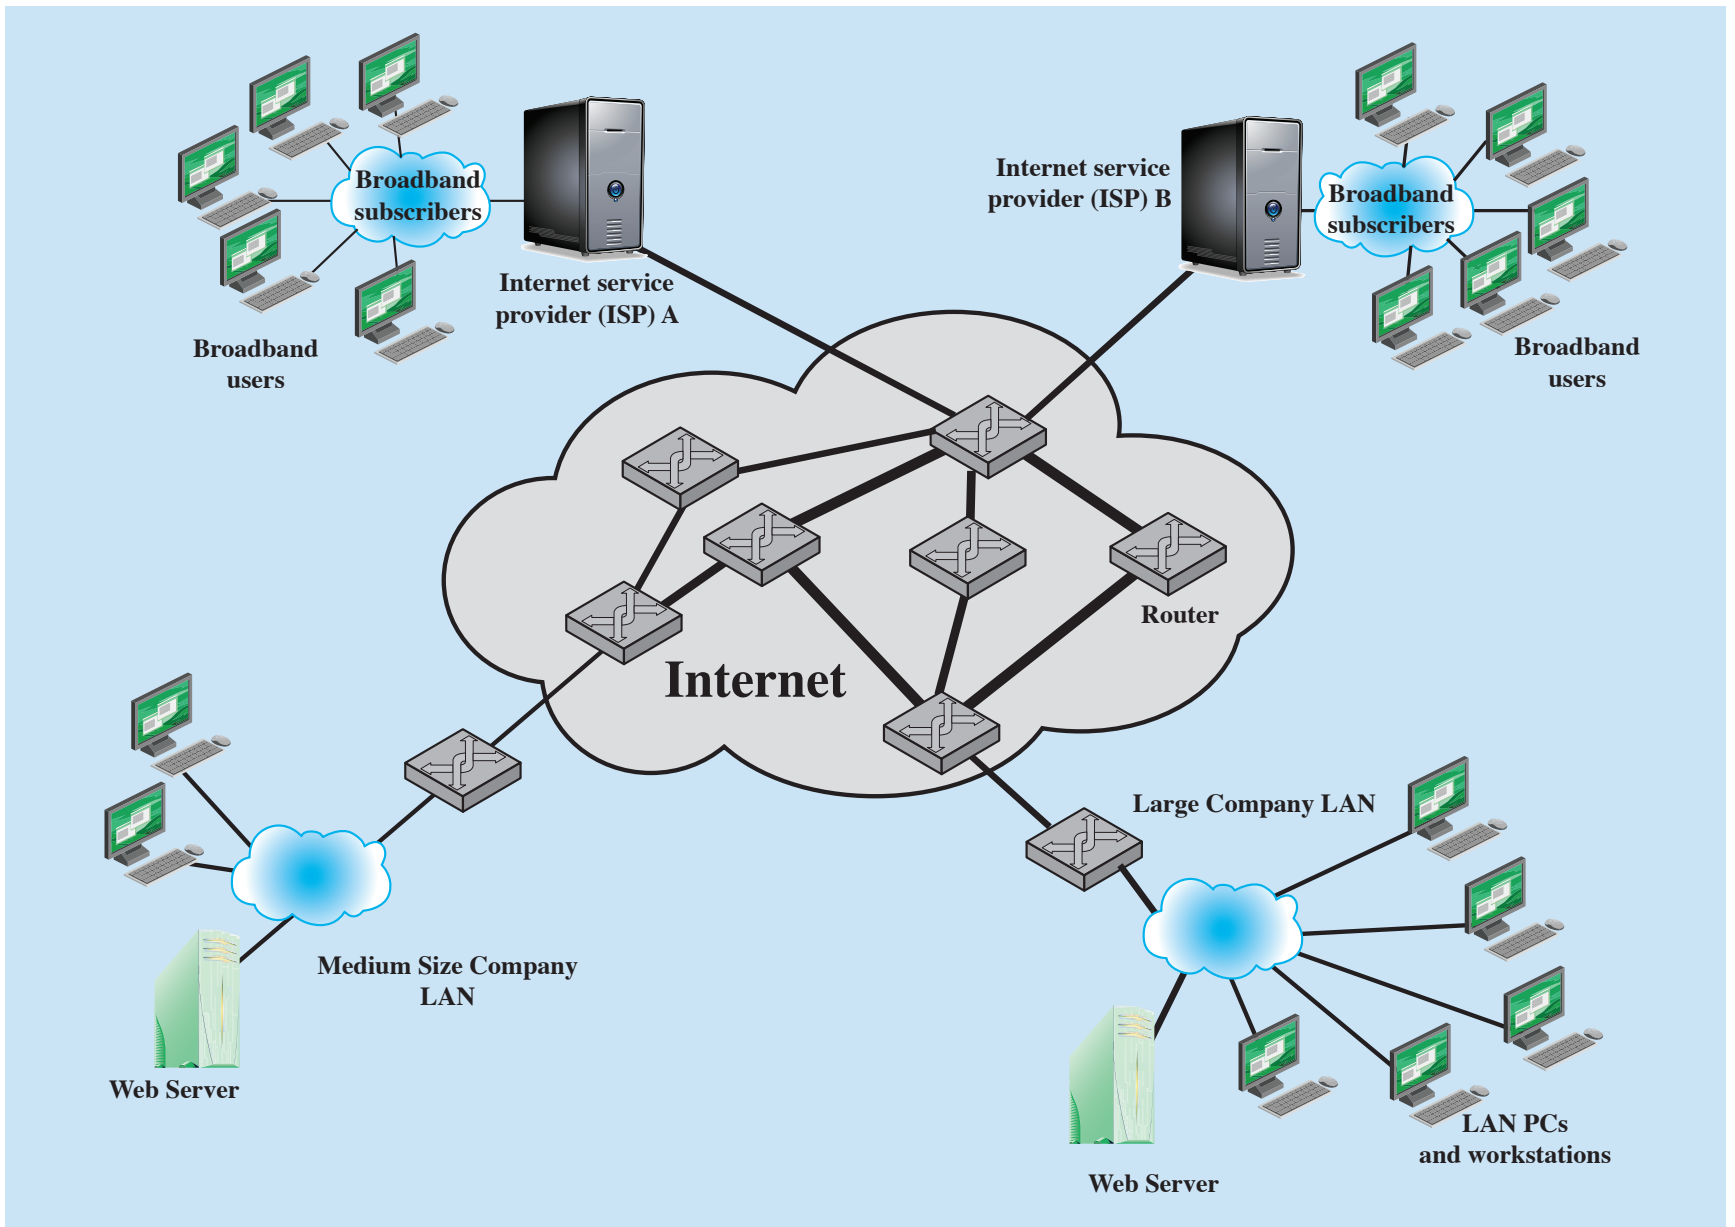 Broadband
subscribers
Internet service
provider (ISP) A
Broadband
users
Internet service
provider (ISP) B
Broadband
subscribers
Broadband
users
Router
Internet
Large Company LAN
Medium Size Company
LAN
Web Server
LAN PCs
and workstations
Web Server